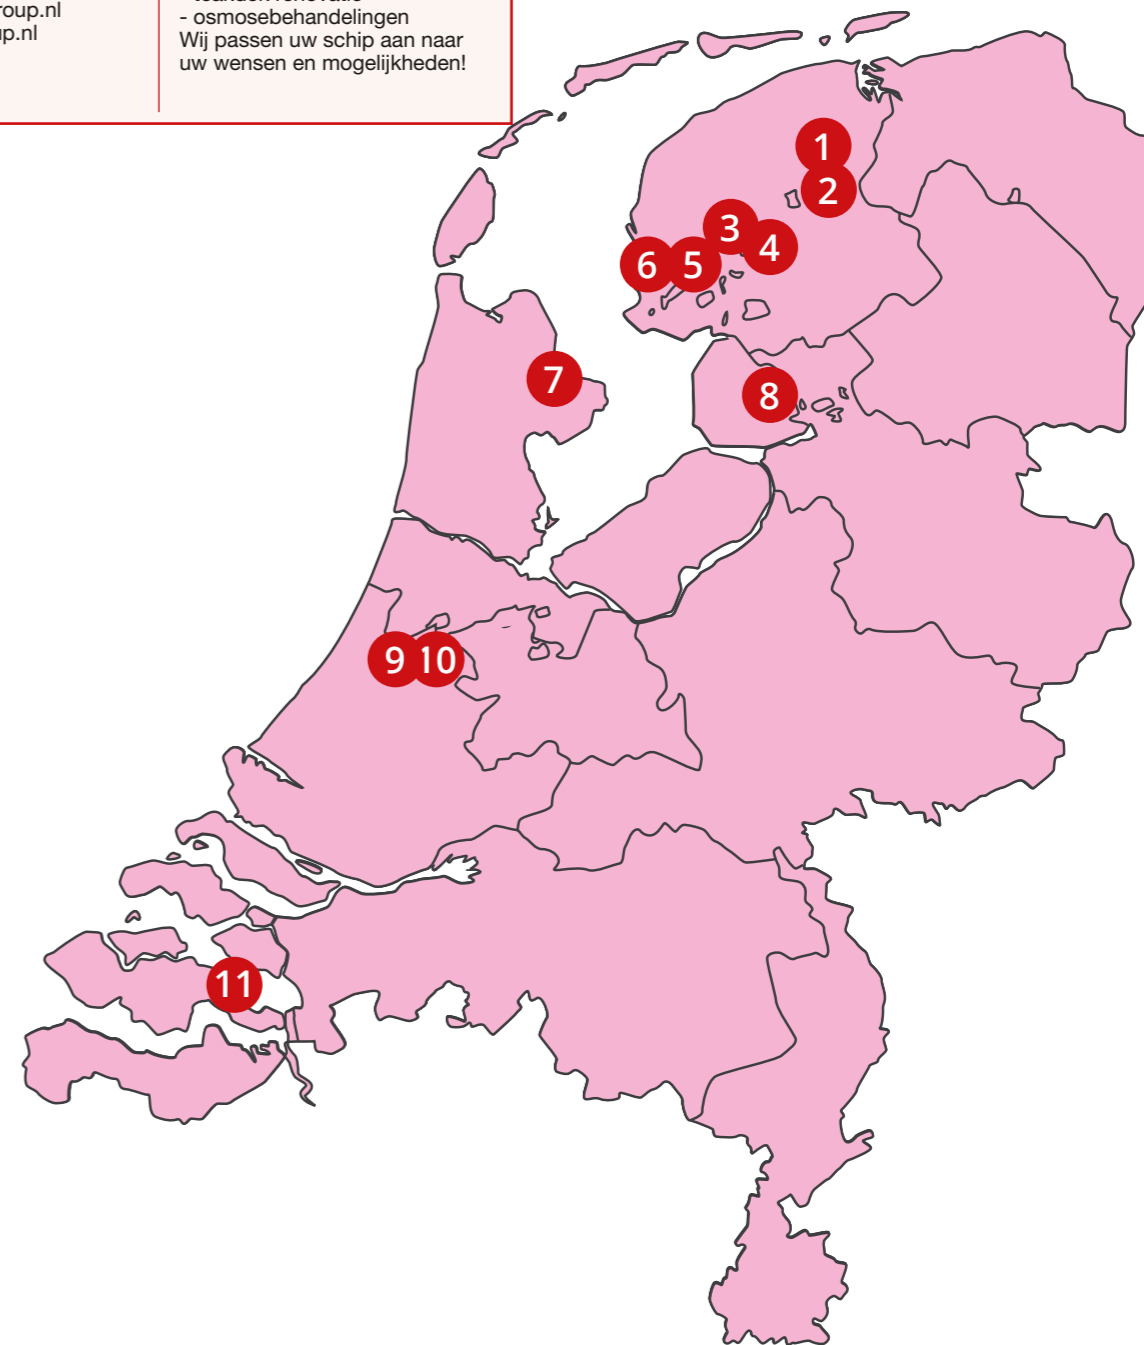 roup.nl
up.nl
- osmosebehandelingen
Wij passen uw schip aan naar
uw wensen en mogelijkheden!
1
2
3
4
6
5
7
8
9
10
11